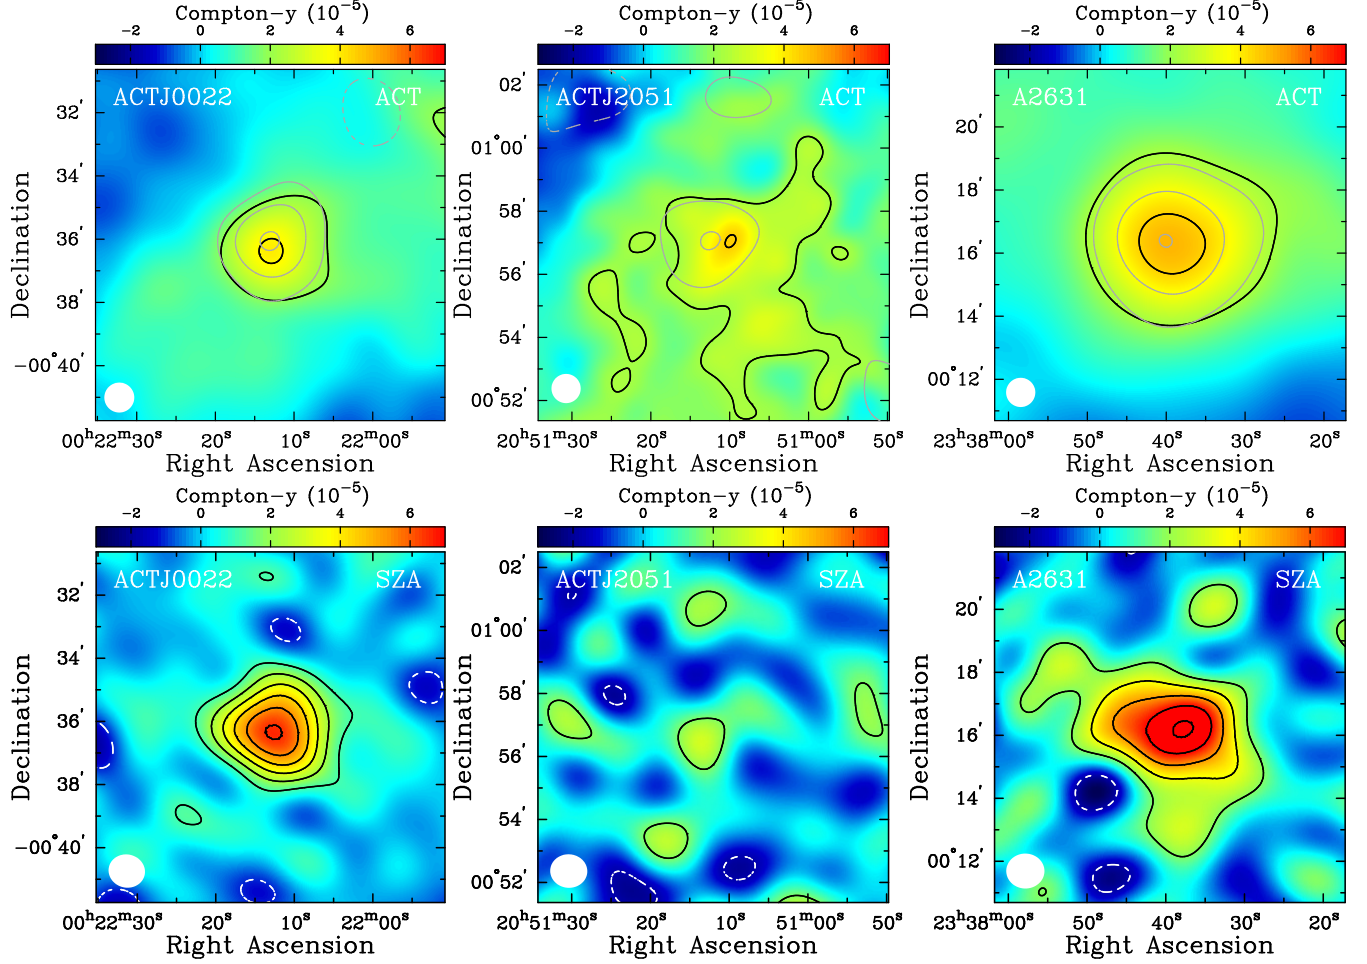 Compton-y (10⁻⁵) Compton-y (10⁻⁵) Compton-y (10⁻⁵)
-2 0 2 4 6 -2 0 2 4 6 -2 0 2 4 6
ACTJ0022 ACT ACTJ2051 ACT A2631 ACT
32′ 34′ 36′ 38′ -00°40′
Declination
02′ 01°00′ 58′ 56′ 54′ 00°52′
Declination
20′ 18′ 16′ 14′ 00°12′
Declination
00ʰ22ᵐ30ˢ 20ˢ 10ˢ 22ᵐ00ˢ 20ʰ51ᵐ30ˢ 20ˢ 10ˢ 51ᵐ00ˢ 50ˢ 23ʰ38ᵐ00ˢ 50ˢ 40ˢ 30ˢ 20ˢ
Right Ascension Right Ascension Right Ascension
Compton-y (10⁻⁵) Compton-y (10⁻⁵) Compton-y (10⁻⁵)
-2 0 2 4 6 -2 0 2 4 6 -2 0 2 4 6
ACTJ0022 SZA ACTJ2051 SZA A2631 SZA
32′ 34′ 36′ 38′ -00°40′
Declination
02′ 01°00′ 58′ 56′ 54′ 00°52′
Declination
20′ 18′ 16′ 14′ 00°12′
Declination
00ʰ22ᵐ30ˢ 20ˢ 10ˢ 22ᵐ00ˢ 20ʰ51ᵐ30ˢ 20ˢ 10ˢ 51ᵐ00ˢ 50ˢ 23ʰ38ᵐ00ˢ 50ˢ 40ˢ 30ˢ 20ˢ
Right Ascension Right Ascension Right Ascension